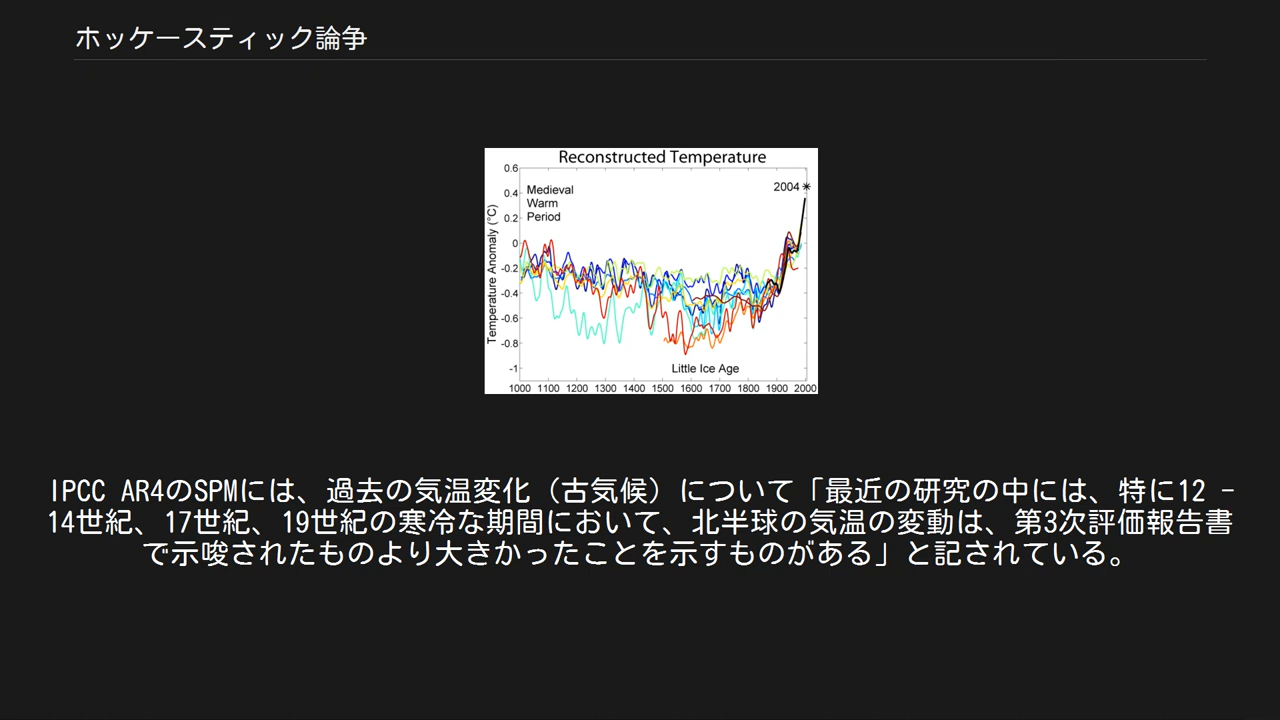 ホッケースティック論争
Reconstructed Temperature
Medieval
Warm
Period
2004 *
Temperature Anomaly (°C)
0.6
0.4
0.2
0
-0.2
-0.4
-0.6
-0.8
-1
Little Ice Age
1000 1100 1200 1300 1400 1500 1600 1700 1800 1900 2000
IPCC AR4のSPMには、過去の気温変化（古気候）について「最近の研究の中には、特に12 -
14世紀、17世紀、19世紀の寒冷な期間において、北半球の気温の変動は、第3次評価報告書
で示唆されたものより大きかったことを示すものがある」と記されている。